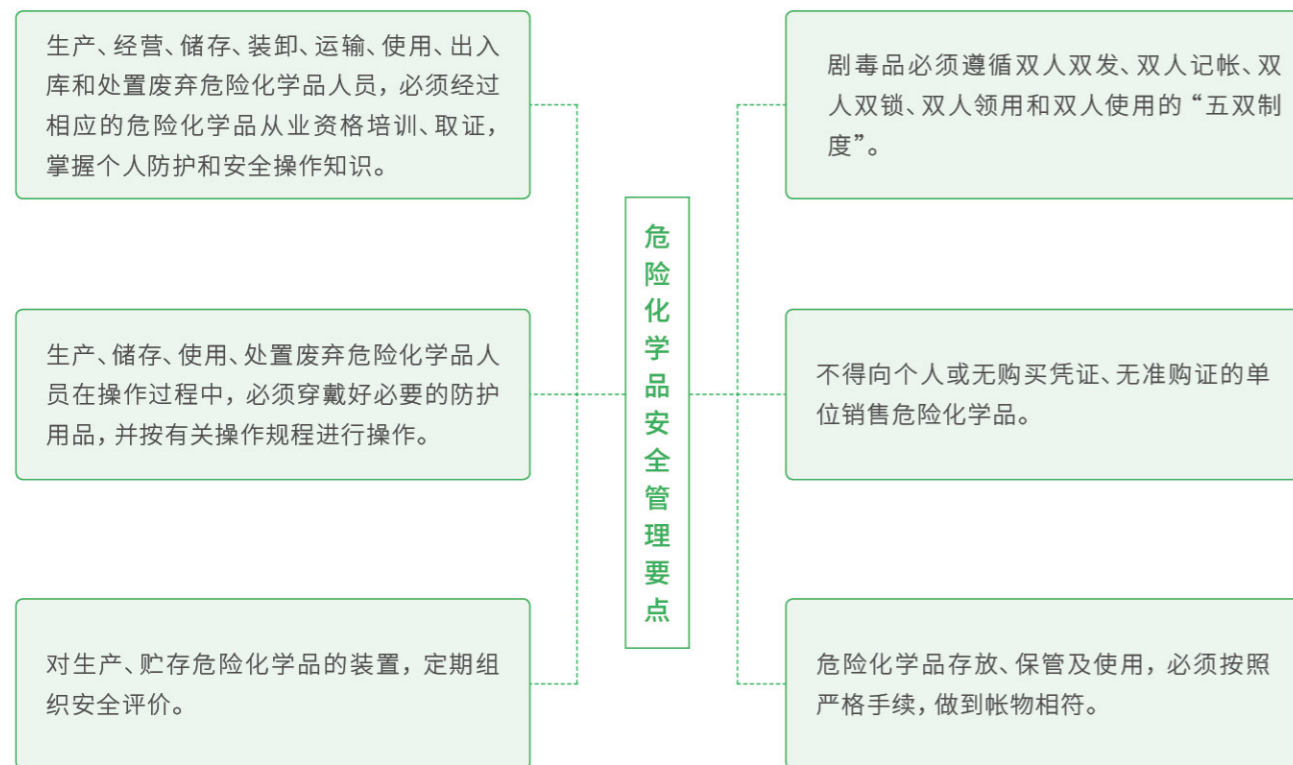 生产、经营、储存、装卸、运输、使用、出入
库和处置废弃危险化学品人员，必须经过
相应的危险化学品从业资格培训、取证，
掌握个人防护和安全操作知识。
生产、储存、使用、处置废弃危险化学品人
员在操作过程中，必须穿戴好必要的防护
用品，并按有关操作规程进行操作。
对生产、贮存危险化学品的装置，定期组
织安全评价。
危险化学品安全管理要点
剧毒品必须遵循双人双发、双人记帐、双
人双锁、双人领用和双人使用的“五双制
度”。
不得向个人或无购买凭证、无准购证的单
位销售危险化学品。
危险化学品存放、保管及使用，必须按照
严格手续，做到帐物相符。